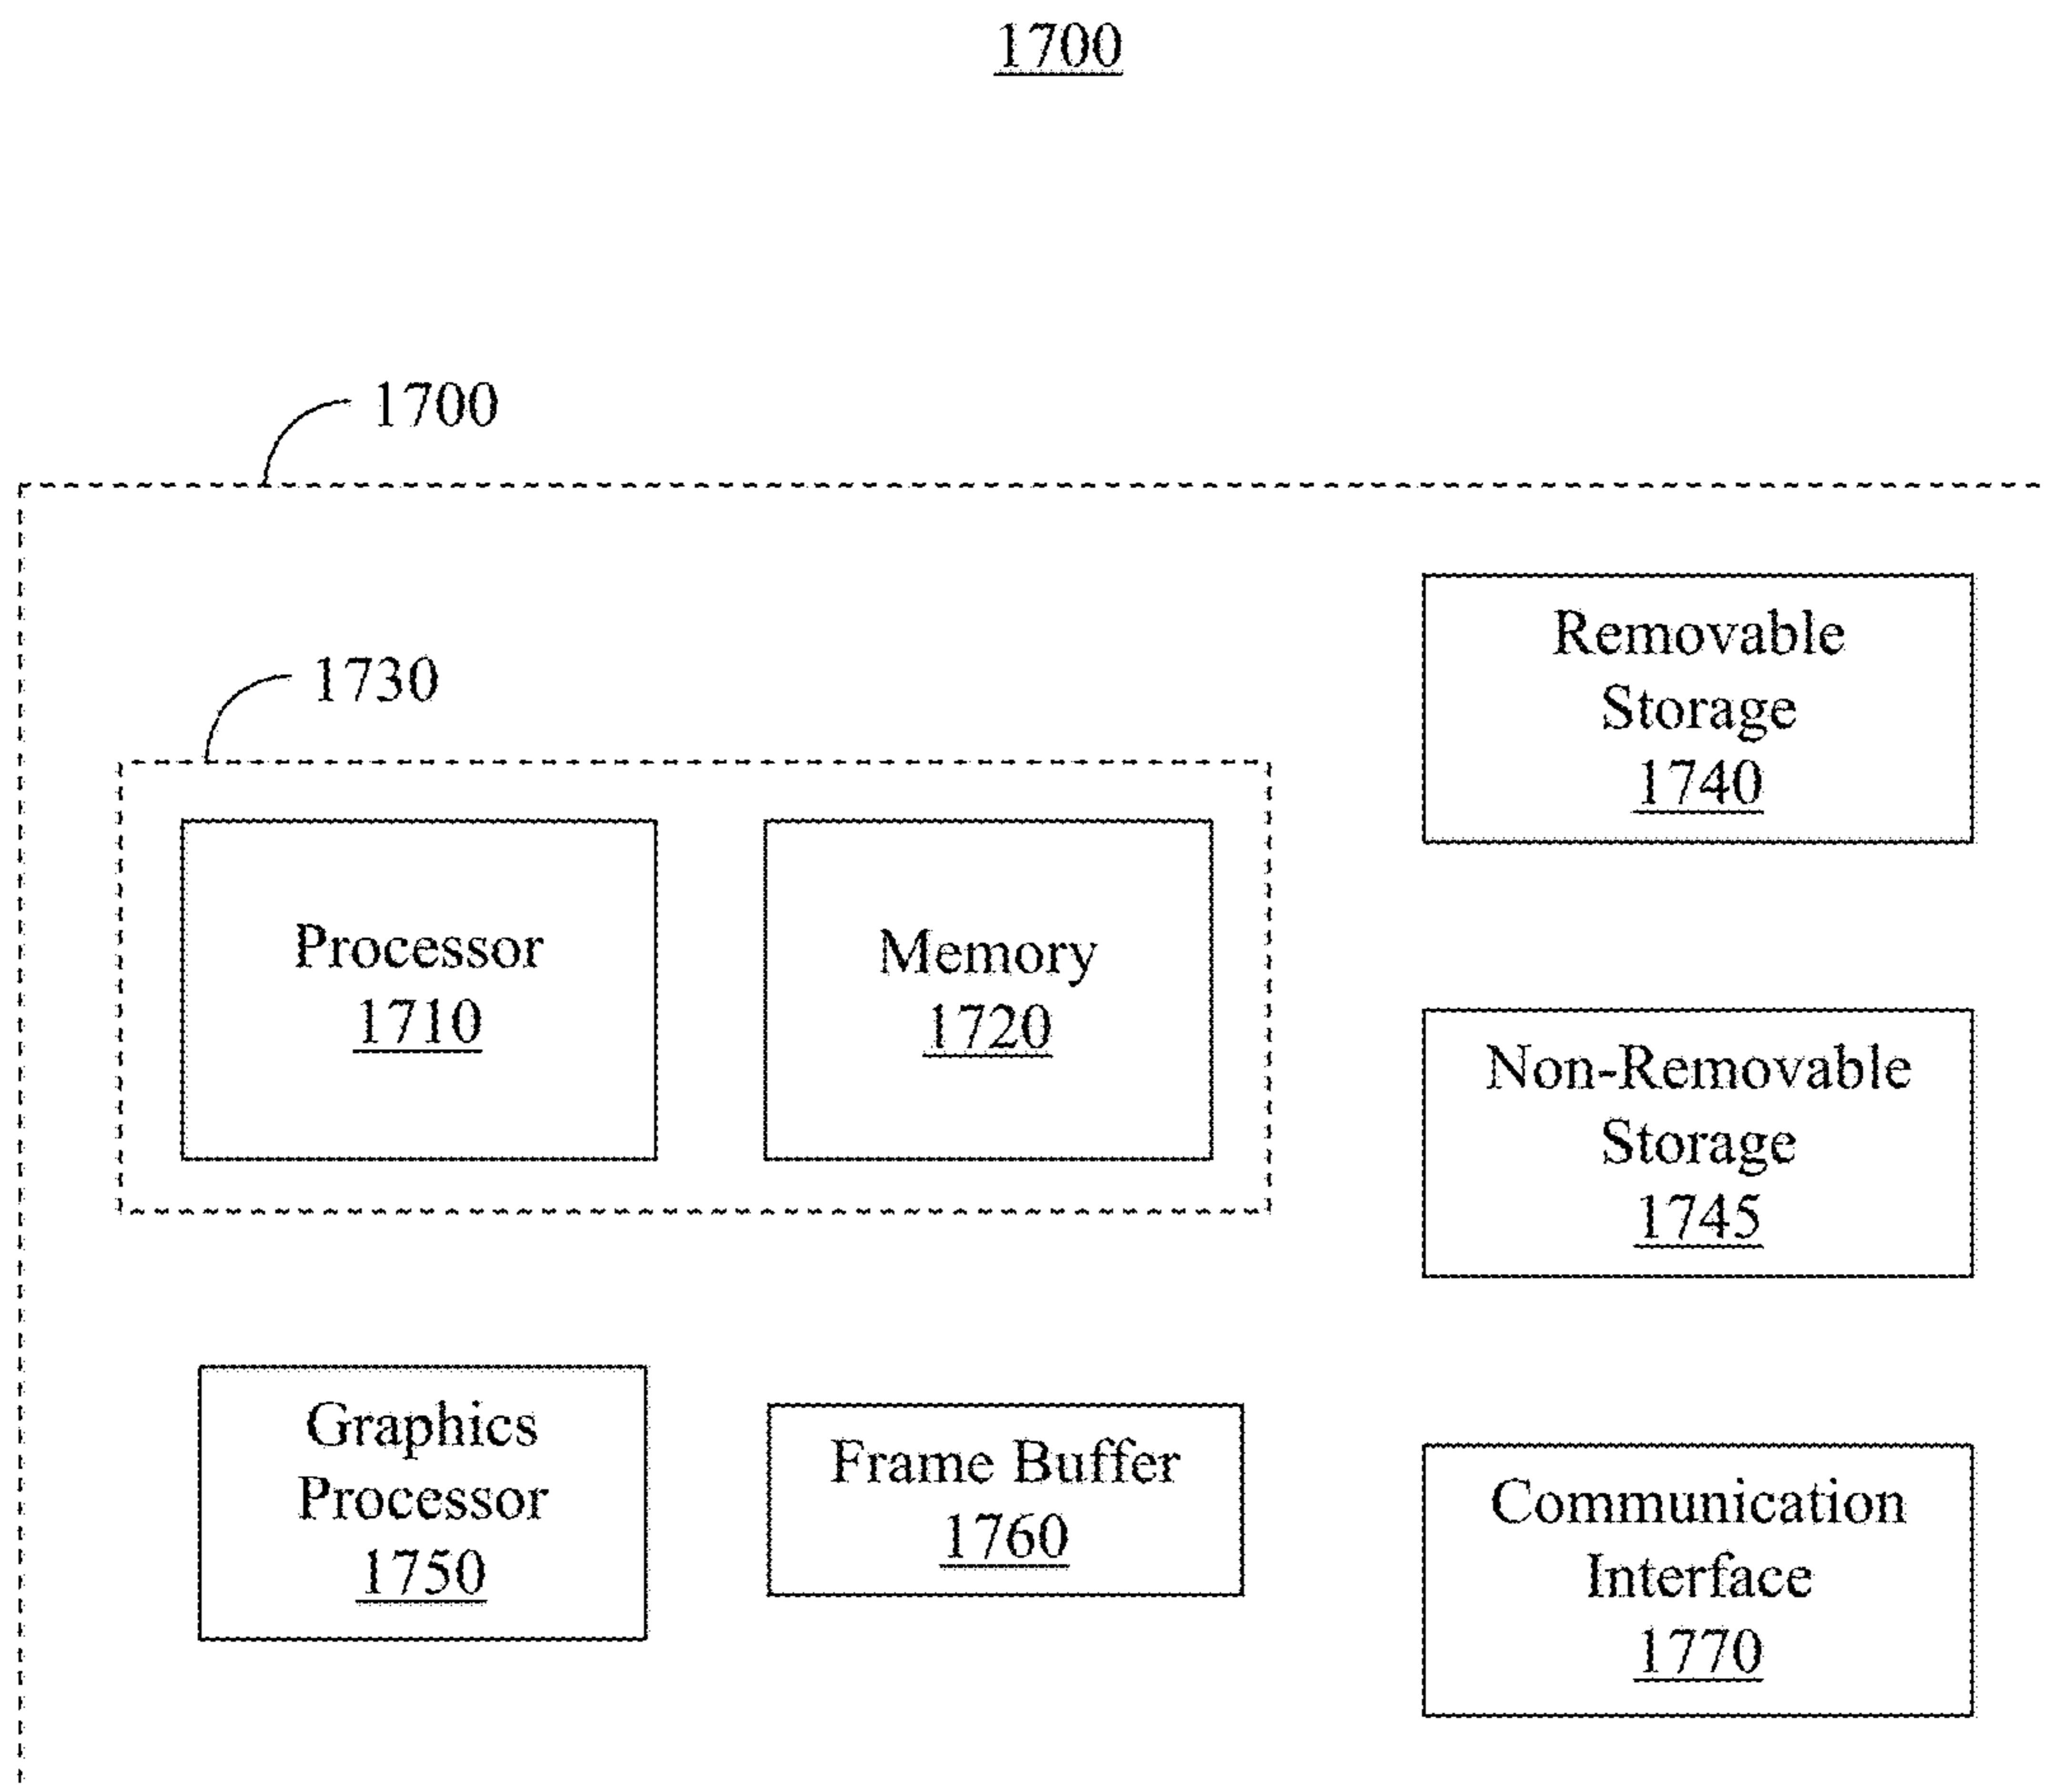 1700
1700
1730
Removable
Storage
1740
Processor
1710
Memory
1720
Non-Removable
Storage
1745
Graphics
Processor
1750
Frame Buffer
1760
Communication
Interface
1770